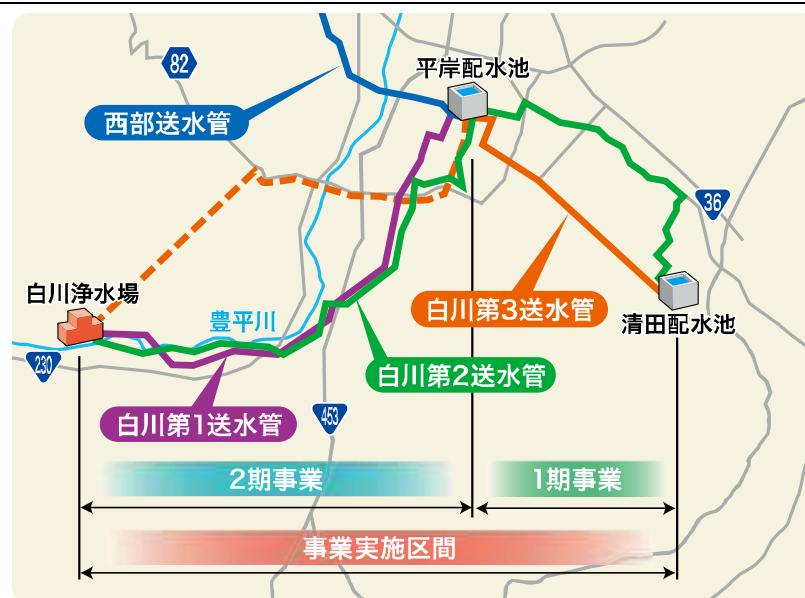 82
平岸配水池
西部送水管
36
白川浄水場
豊平川
白川第3送水管
清田配水池
230
白川第2送水管
白川第1送水管
453
2期事業
1期事業
事業実施区間